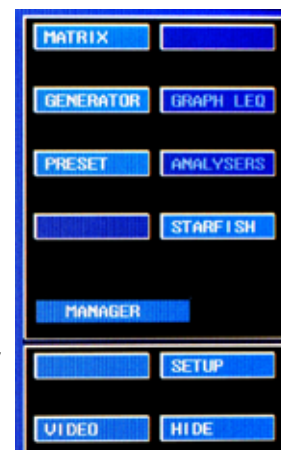 MATRIX
GENERATOR GRAPH LEQ
PRESET ANALYSERS
STARFISH
MANAGER
SETUP
VIDEO HIDE